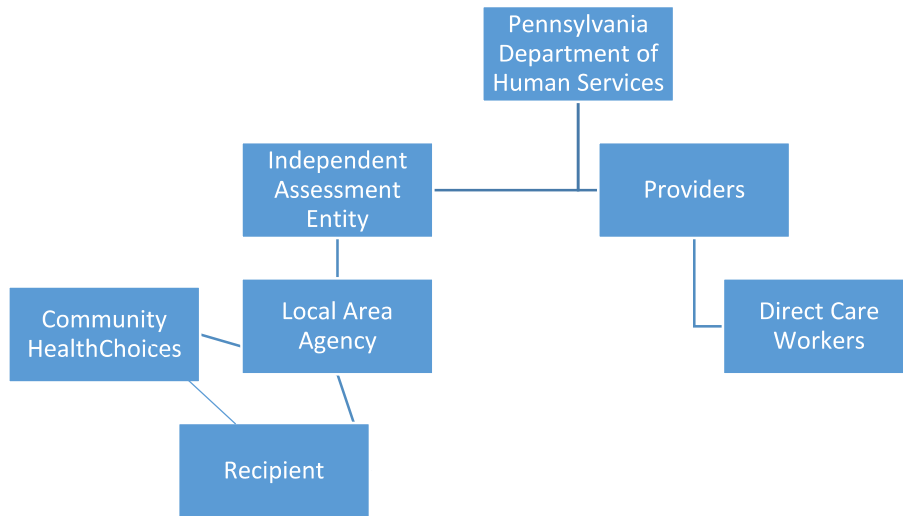 Pennsylvania
Department of
Human Services
Independent
Assessment
Entity
Providers
Local Area
Agency
Community
HealthChoices
Direct Care
Workers
Recipient